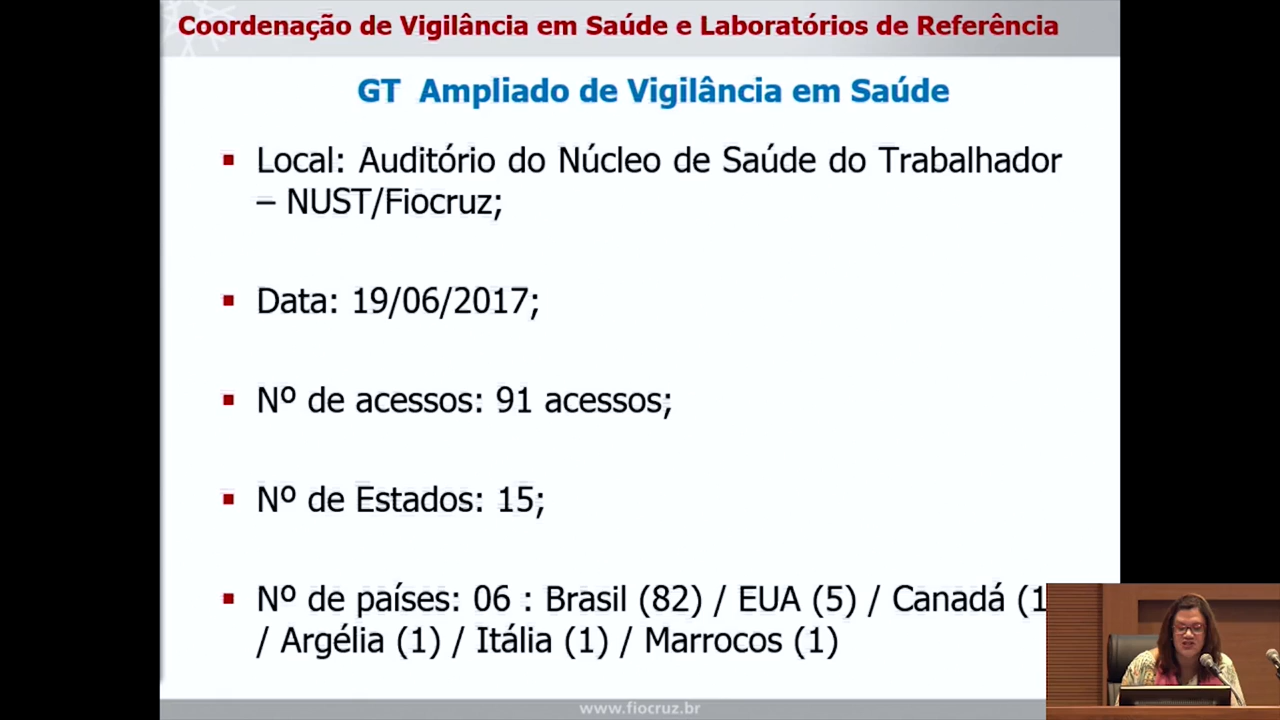 Coordenação de Vigilância em Saúde e Laboratórios de Referência
GT Ampliado de Vigilância em Saúde
Local: Auditório do Núcleo de Saúde do Trabalhador
– NUST/Fiocruz;
Data: 19/06/2017;
Nº de acessos: 91 acessos;
Nº de Estados: 15;
Nº de países: 06 : Brasil (82) / EUA (5) / Canadá (1
/ Argélia (1) / Itália (1) / Marrocos (1)
www.fiocruz.br